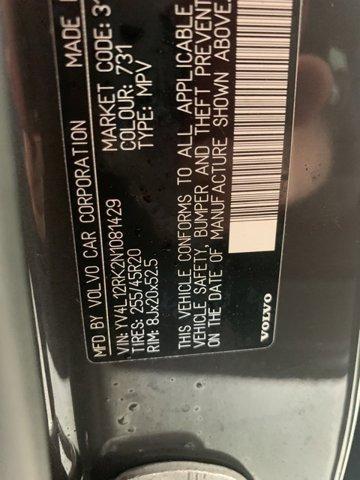 MFD BY VOLVO CAR CORPORATION MADE
VIN: YV4L12RK2N1081429 MARKET CODE: 3
TIRES: 255/45R20 COLOUR: 731
RIM: 8Jx20x52.5 TYPE: MPV
THIS VEHICLE CONFORMS TO ALL APPLICABLE
VEHICLE SAFETY, BUMPER AND THEFT PREVENT
ON THE DATE OF MANUFACTURE SHOWN ABOVE.
VOLVO